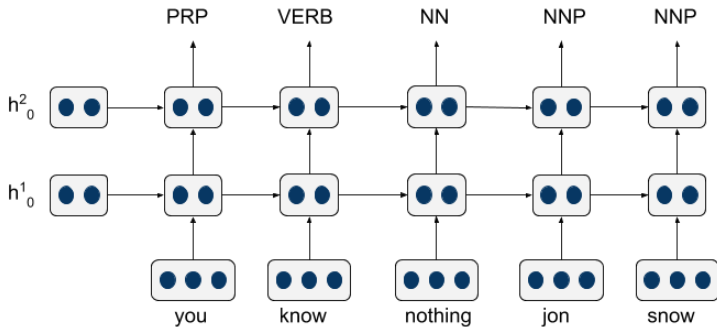 PRP VERB NN NNP NNP
h²₀
h¹₀
you know nothing jon snow